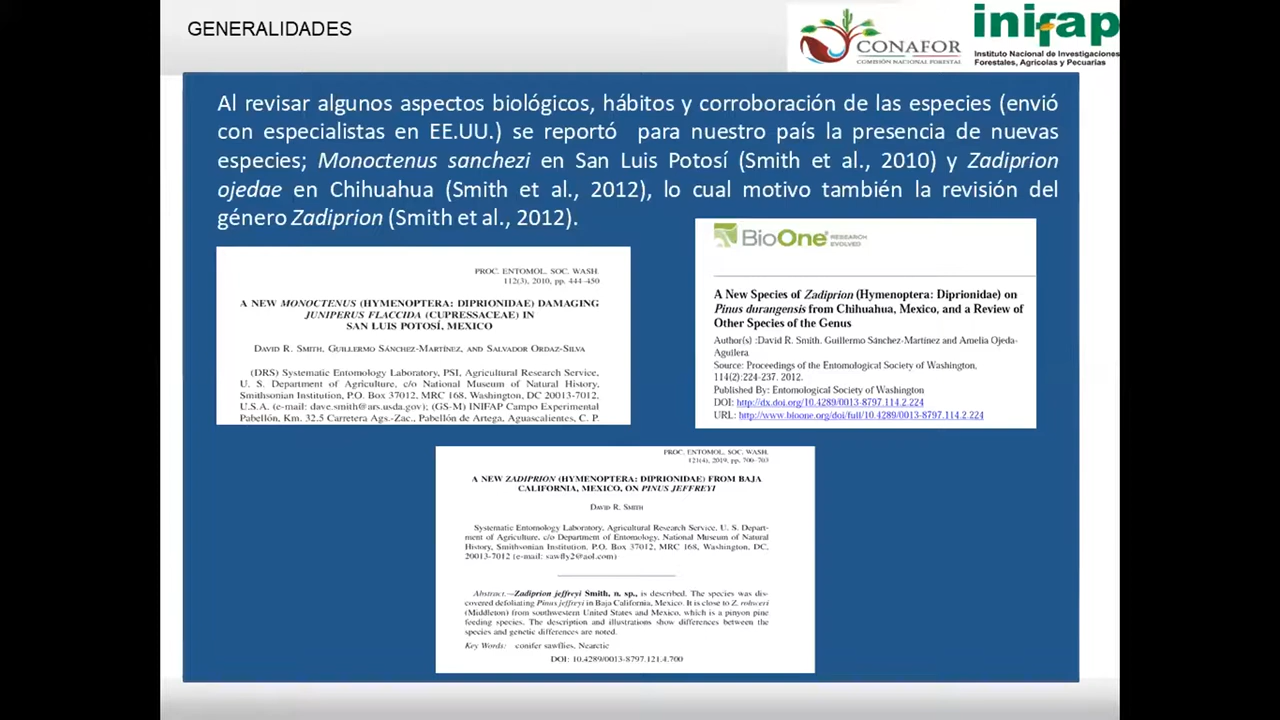 GENERALIDADES
CONAFOR
COMISIÓN NACIONAL FORESTAL
inifap
Instituto Nacional de Investigaciones
Forestales, Agrícolas y Pecuarias
Al revisar algunos aspectos biológicos, hábitos y corroboración de las especies (envió
con especialistas en EE.UU.) se reportó para nuestro país la presencia de nuevas
especies; Monoctenus sanchezi en San Luis Potosí (Smith et al., 2010) y Zadiprion
ojedae en Chihuahua (Smith et al., 2012), lo cual motivo también la revisión del
género Zadiprion (Smith et al., 2012).
PROC. ENTOMOL. SOC. WASH.
112(3), 2010, pp. 444–450
A NEW MONOCTENUS (HYMENOPTERA: DIPRIONIDAE) DAMAGING
JUNIPERUS FLACCIDA (CUPRESSACEAE) IN
SAN LUIS POTOSÍ, MEXICO
DAVID R. SMITH, GUILLERMO SÁNCHEZ-MARTÍNEZ, AND SALVADOR ORDAZ-SILVA
(DRS) Systematic Entomology Laboratory, PSI, Agricultural Research Service,
U. S. Department of Agriculture, c/o National Museum of Natural History,
Smithsonian Institution, P.O. Box 37012, MRC 168, Washington, DC 20013-7012,
U.S.A. (e-mail: dave.smith@ars.usda.gov); (GS-M) INIFAP Campo Experimental
Pabellón, Km. 32.5 Carretera Ags.-Zac., Pabellón de Artega, Aguascalientes, C. P.
BioOne RESEARCH
EVOLVED
A New Species of Zadiprion (Hymenoptera: Diprionidae) on
Pinus durangensis from Chihuahua, Mexico, and a Review of
Other Species of the Genus
Author(s) :David R. Smith, Guillermo Sánchez-Martínez and Amelia Ojeda-
Aguilera
Source: Proceedings of the Entomological Society of Washington,
114(2):224-237. 2012.
Published By: Entomological Society of Washington
DOI: http://dx.doi.org/10.4289/0013-8797.114.2.224
URL: http://www.bioone.org/doi/full/10.4289/0013-8797.114.2.224
PROC. ENTOMOL. SOC. WASH.
121(4), 2019, pp. 700–703
A NEW ZADIPRION (HYMENOPTERA: DIPRIONIDAE) FROM BAJA
CALIFORNIA, MEXICO, ON PINUS JEFFREYI
DAVID R. SMITH
Systematic Entomology Laboratory, Agricultural Research Service, U. S. Depart-
ment of Agriculture, c/o Department of Entomology, National Museum of Natural
History, Smithsonian Institution, P.O. Box 37012, MRC 168, Washington, DC,
20013-7012 (e-mail: sawfly2@aol.com)
Abstract.—Zadiprion jeffreyi Smith, n. sp., is described. The species was dis-
covered defoliating Pinus jeffreyi in Baja California, Mexico. It is close to Z. rohweri
(Middleton) from southwestern United States and Mexico, which is a pinyon pine
feeding species. The description and illustrations show differences between the
species and genetic differences are noted.
Key Words: conifer sawflies, Nearctic
DOI: 10.4289/0013-8797.121.4.700